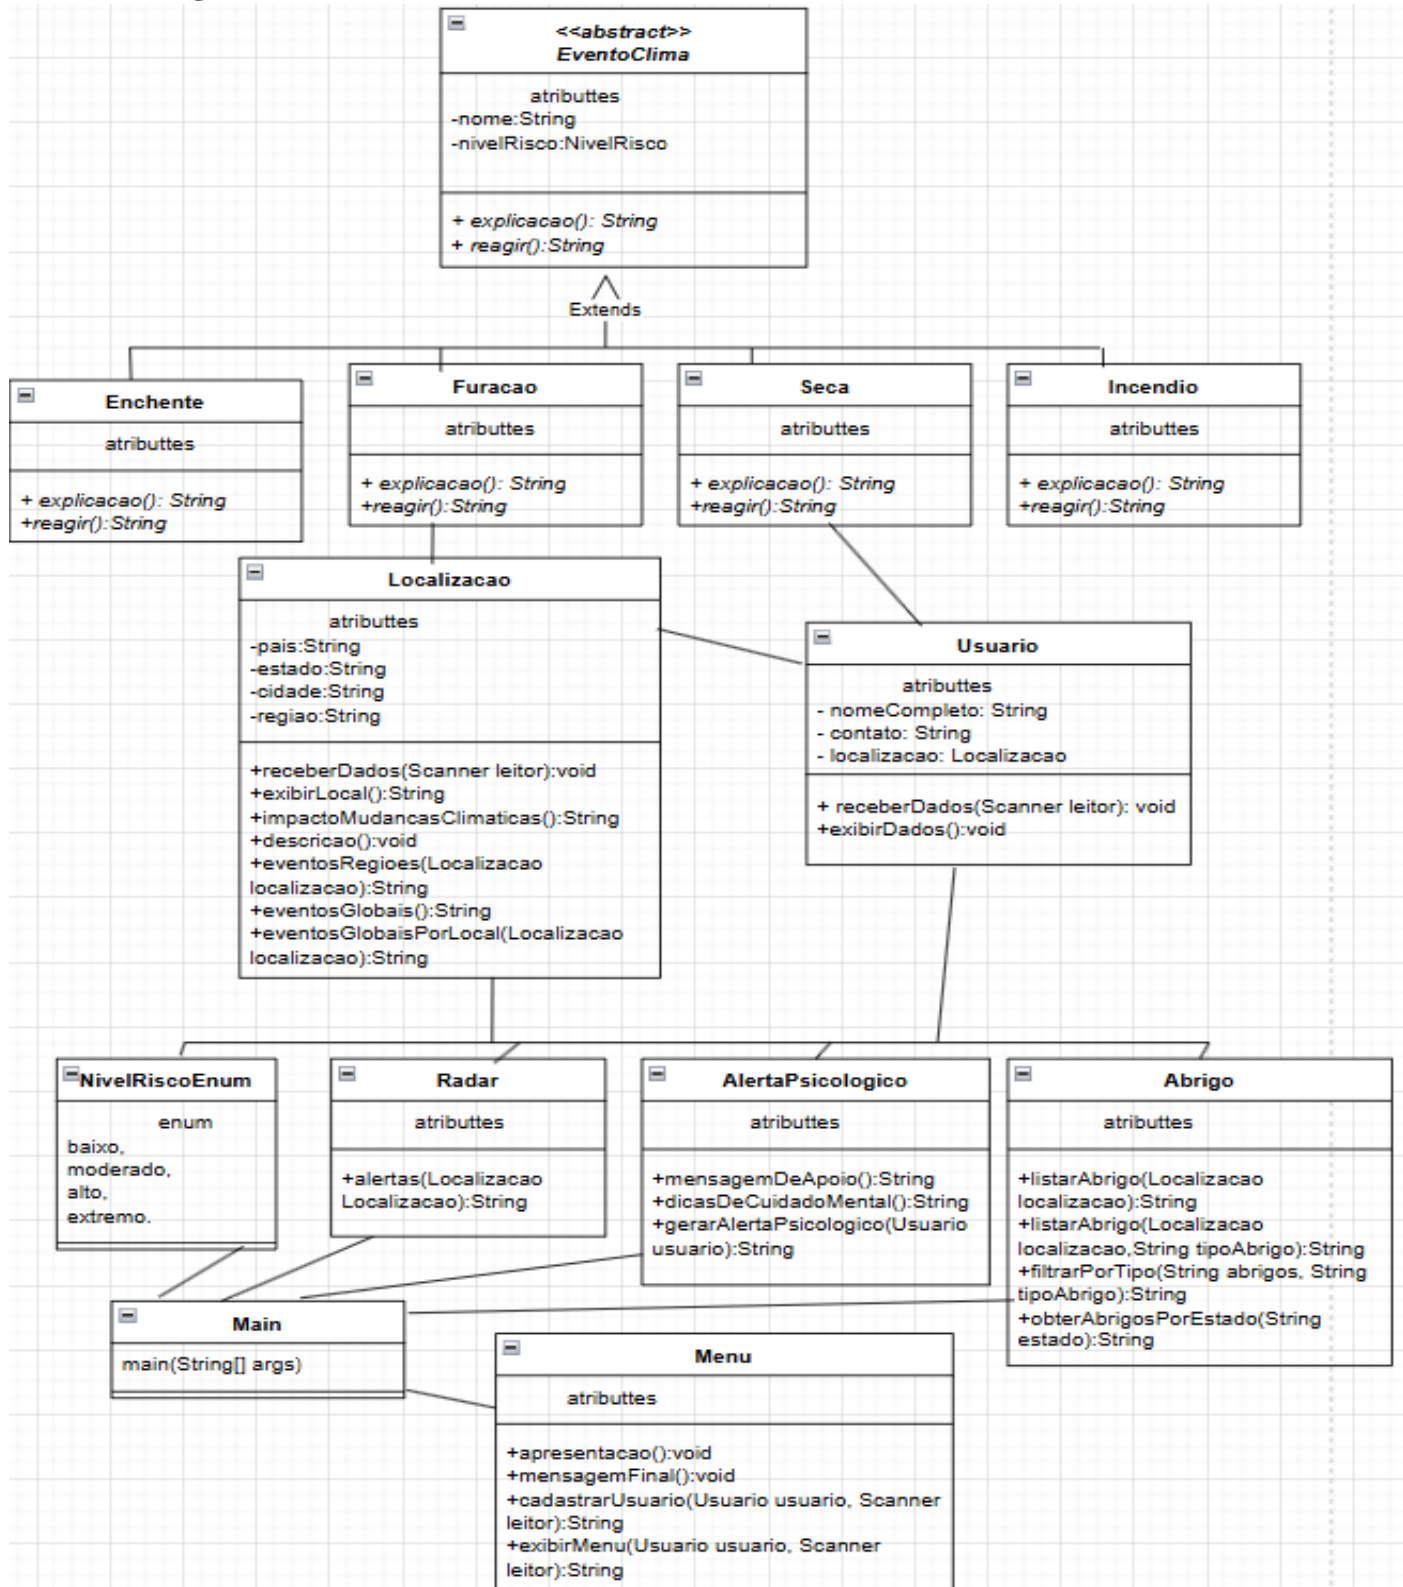 <<abstract>>
EventoClima
atributtes
-nome:String
-nivelRisco:NivelRisco
+ explicacao(): String
+ reagir():String
Extends
Enchente
atributtes
+ explicacao(): String
+reagir():String
Furacao
atributtes
+ explicacao(): String
+reagir():String
Seca
atributtes
+ explicacao(): String
+reagir():String
Incendio
atributtes
+ explicacao(): String
+reagir():String
Localizacao
atributtes
-pais:String
-estado:String
-cidade:String
-regiao:String
+receberDados(Scanner leitor):void
+exibirLocal():String
+impactoMudancasClimaticas():String
+descricao():void
+eventosRegioes(Localizacao
localizacao):String
+eventosGlobais():String
+eventosGlobaisPorLocal(Localizacao
localizacao):String
Usuario
atributtes
- nomeCompleto: String
- contato: String
- localizacao: Localizacao
+ receberDados(Scanner leitor): void
+exibirDados():void
NivelRiscoEnum
enum
baixo,
moderado,
alto,
extremo.
Radar
atributtes
+alertas(Localizacao
Localizacao):String
AlertaPsicologico
atributtes
+mensagemDeApoio():String
+dicasDeCuidadoMental():String
+gerarAlertaPsicologico(Usuario
usuario):String
Abrigo
atributtes
+listarAbrigo(Localizacao
localizacao):String
+listarAbrigo(Localizacao
localizacao,String tipoAbrigo):String
+filtrarPorTipo(String abrigos, String
tipoAbrigo):String
+obterAbrigosPorEstado(String
estado):String
Main
main(String[] args)
Menu
atributtes
+apresentacao():void
+mensagemFinal():void
+cadastrarUsuario(Usuario usuario, Scanner
leitor):String
+exibirMenu(Usuario usuario, Scanner
leitor):String